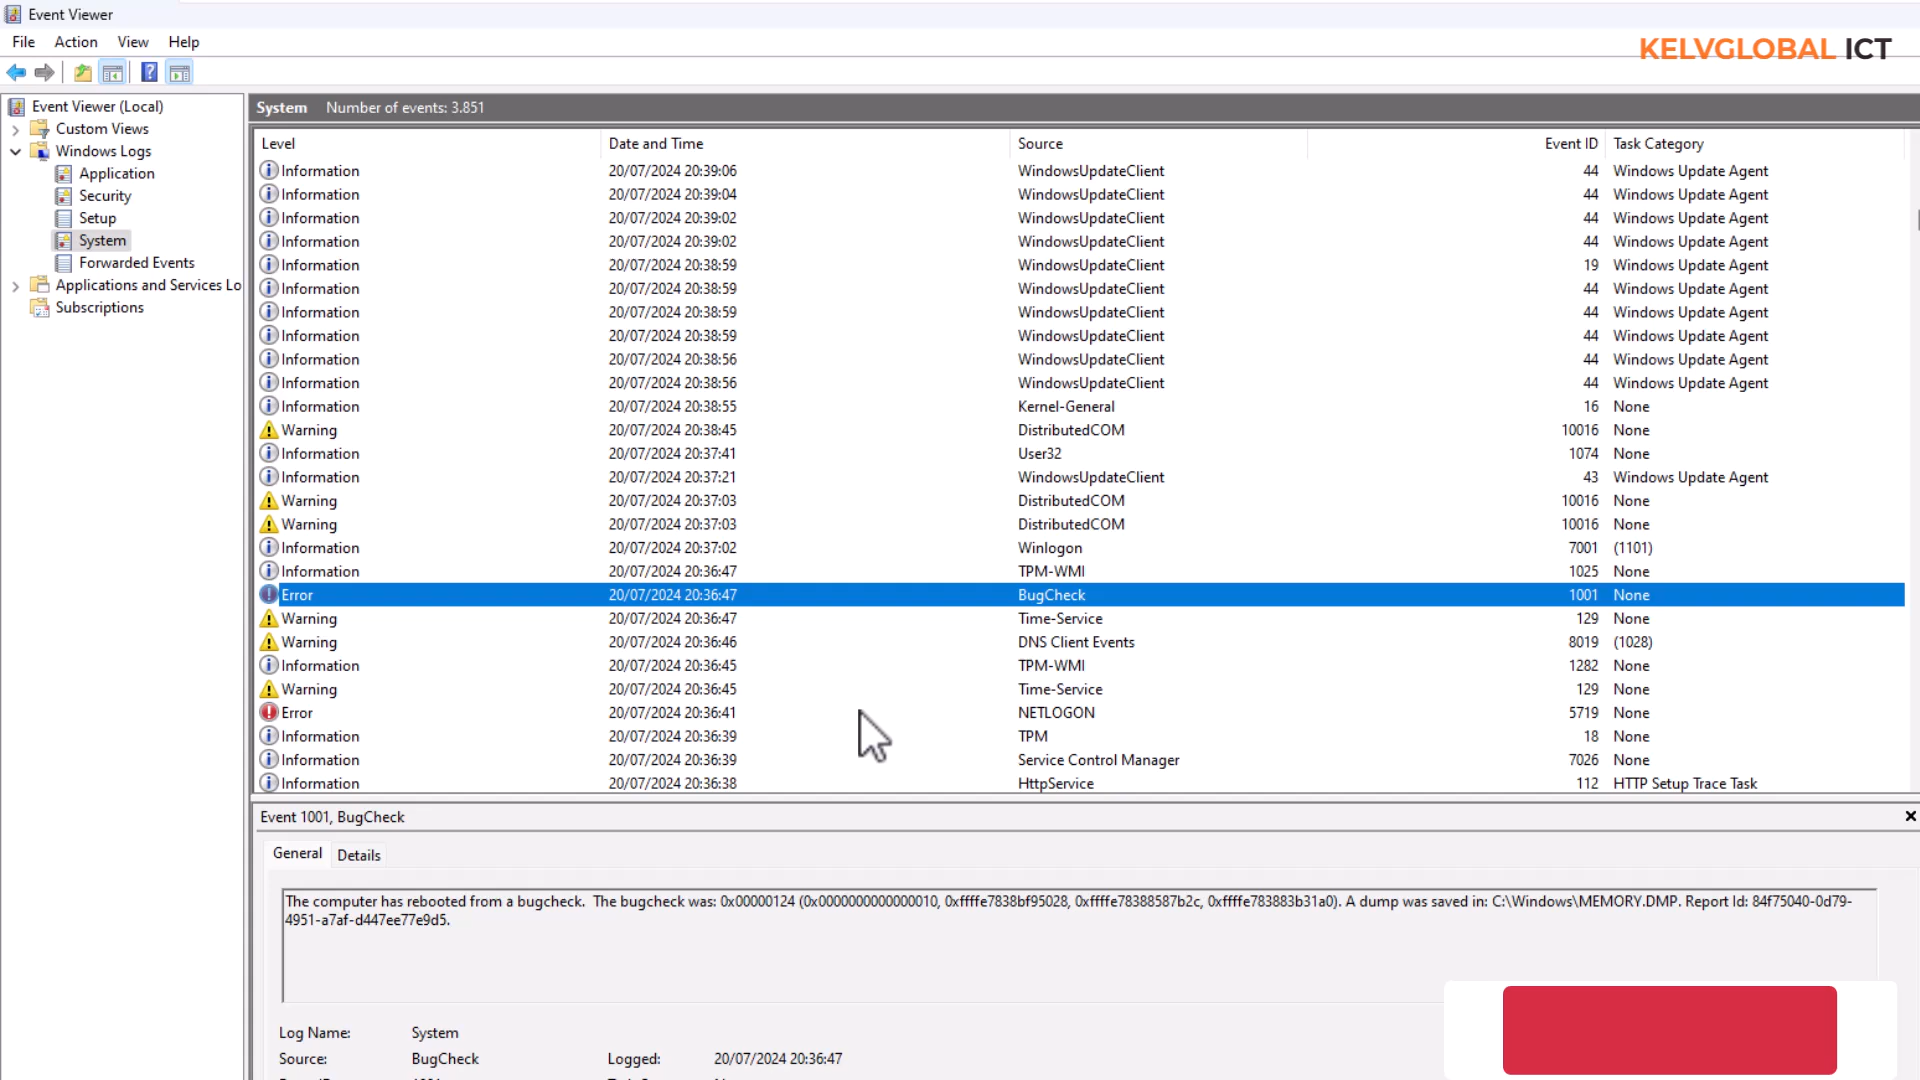 Event Viewer
File Action View Help
KELVGLOBAL ICT
Event Viewer (Local)
Custom Views
Windows Logs
Application
Security
Setup
System
Forwarded Events
Applications and Services Lo
Subscriptions
System Number of events: 3.851
Level Date and Time Source Event ID Task Category
Information 20/07/2024 20:39:06 WindowsUpdateClient 44 Windows Update Agent
Information 20/07/2024 20:39:04 WindowsUpdateClient 44 Windows Update Agent
Information 20/07/2024 20:39:02 WindowsUpdateClient 44 Windows Update Agent
Information 20/07/2024 20:39:02 WindowsUpdateClient 44 Windows Update Agent
Information 20/07/2024 20:38:59 WindowsUpdateClient 19 Windows Update Agent
Information 20/07/2024 20:38:59 WindowsUpdateClient 44 Windows Update Agent
Information 20/07/2024 20:38:59 WindowsUpdateClient 44 Windows Update Agent
Information 20/07/2024 20:38:59 WindowsUpdateClient 44 Windows Update Agent
Information 20/07/2024 20:38:56 WindowsUpdateClient 44 Windows Update Agent
Information 20/07/2024 20:38:56 WindowsUpdateClient 44 Windows Update Agent
Information 20/07/2024 20:38:55 Kernel-General 16 None
Warning 20/07/2024 20:38:45 DistributedCOM 10016 None
Information 20/07/2024 20:37:41 User32 1074 None
Information 20/07/2024 20:37:21 WindowsUpdateClient 43 Windows Update Agent
Warning 20/07/2024 20:37:03 DistributedCOM 10016 None
Warning 20/07/2024 20:37:03 DistributedCOM 10016 None
Information 20/07/2024 20:37:02 Winlogon 7001 (1101)
Information 20/07/2024 20:36:47 TPM-WMI 1025 None
Error 20/07/2024 20:36:47 BugCheck 1001 None
Warning 20/07/2024 20:36:47 Time-Service 129 None
Warning 20/07/2024 20:36:46 DNS Client Events 8019 (1028)
Information 20/07/2024 20:36:45 TPM-WMI 1282 None
Warning 20/07/2024 20:36:45 Time-Service 129 None
Error 20/07/2024 20:36:41 NETLOGON 5719 None
Information 20/07/2024 20:36:39 TPM 18 None
Information 20/07/2024 20:36:39 Service Control Manager 7026 None
Information 20/07/2024 20:36:38 HttpService 112 HTTP Setup Trace Task
Event 1001, BugCheck
General Details
The computer has rebooted from a bugcheck.  The bugcheck was: 0x00000124 (0x0000000000000010, 0xffffe7838bf95028, 0xffffe78388587b2c, 0xffffe783883b31a0). A dump was saved in: C:\Windows\MEMORY.DMP. Report Id: 84f75040-0d79-
4951-a7af-d447ee77e9d5.
Log Name: System
Source: BugCheck Logged: 20/07/2024 20:36:47